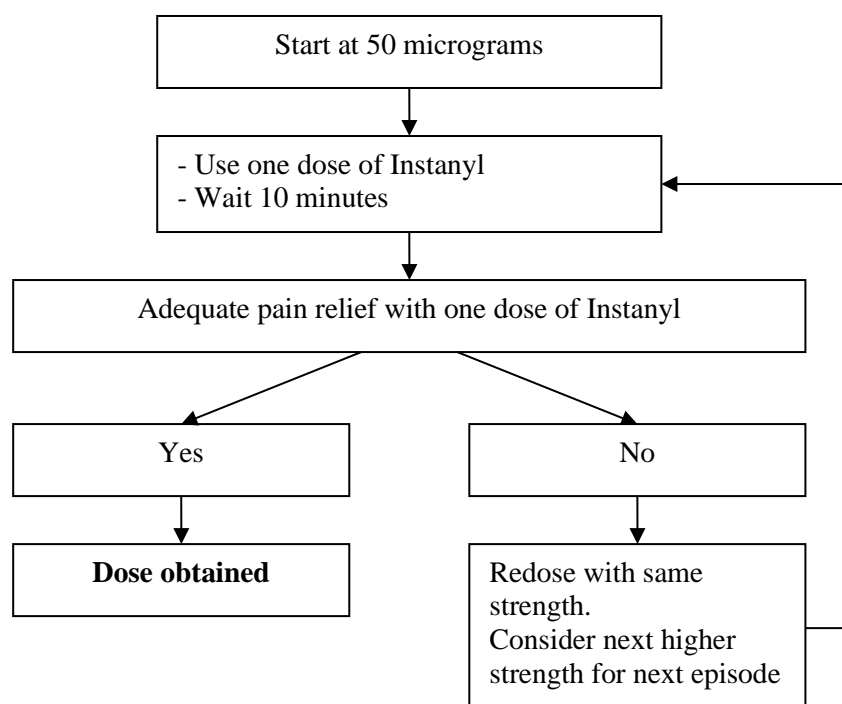 Start at 50 micrograms
- Use one dose of Instanyl
- Wait 10 minutes
Adequate pain relief with one dose of Instanyl
Yes
No
Dose obtained
Redose with same
strength.
Consider next higher
strength for next episode